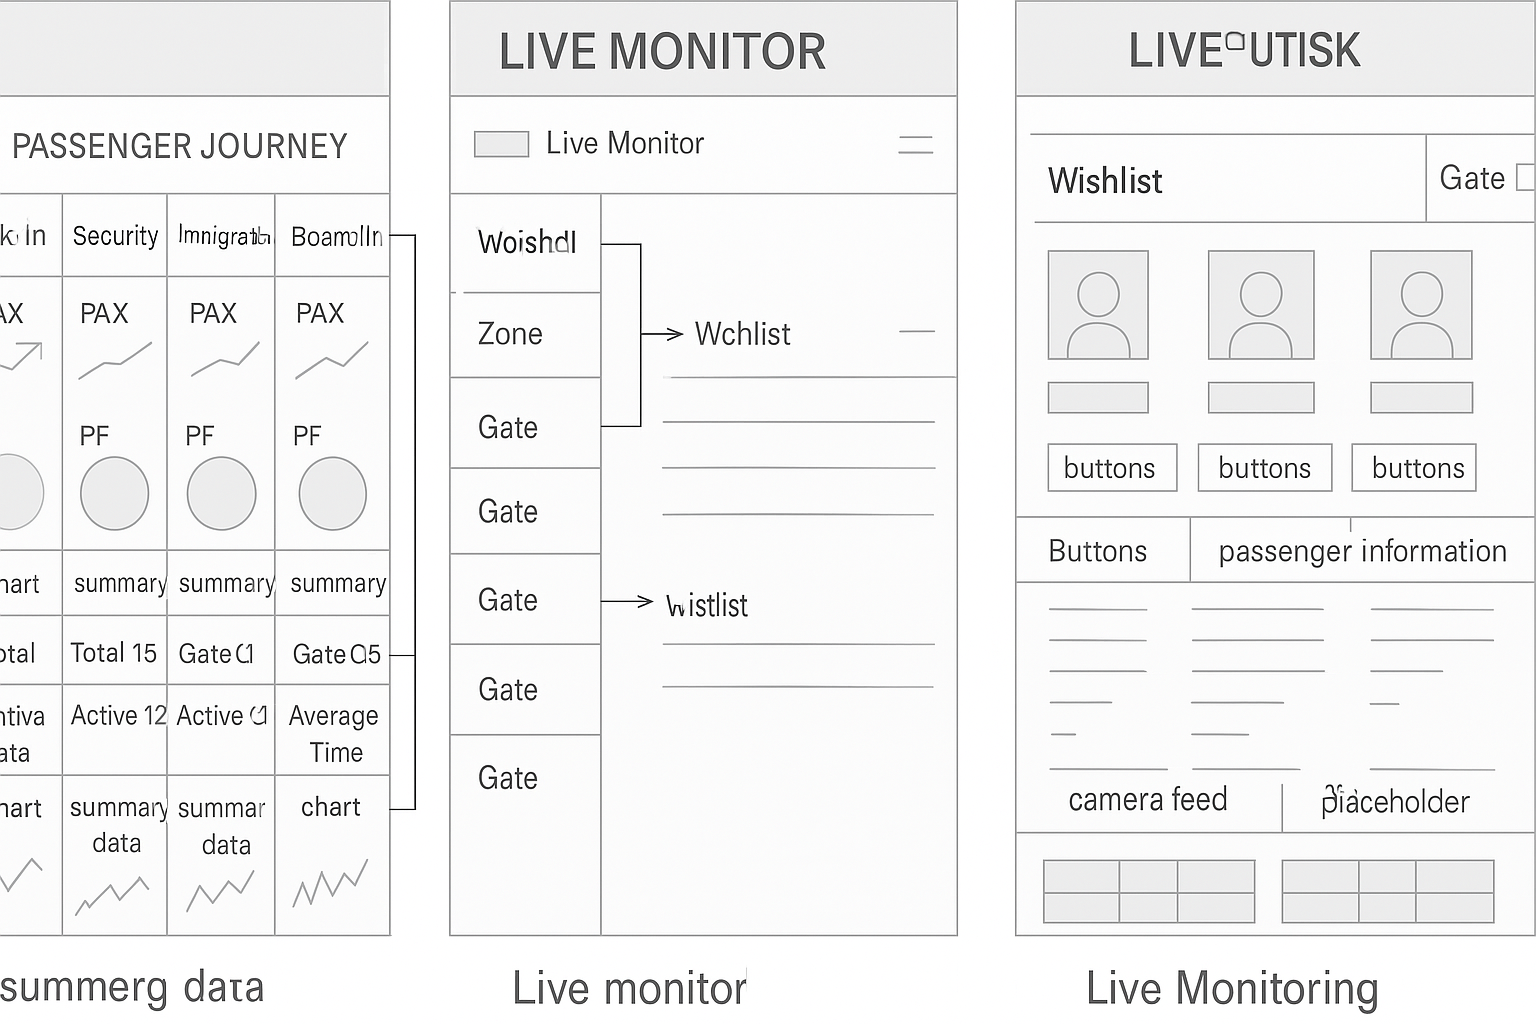 PASSENGER JOURNEY
k In Security Imnigrat BoamolIn
AX PAX PAX PAX
PF PF PF
hart summary summary summary
otal Total 15 Gate C1 Gate 5
ntiva Active 12 Active Average
ata Time
hart summary summar chart
data data
summerg data
LIVE MONITOR
Live Monitor
Woishdl
Zone
Wchlist
Gate
Gate
Gate
wistlist
Gate
Gate
Live monitor
LIVE UTISK
Wishlist Gate
buttons buttons buttons
Buttons passenger information
camera feed placeholder
Live Monitoring